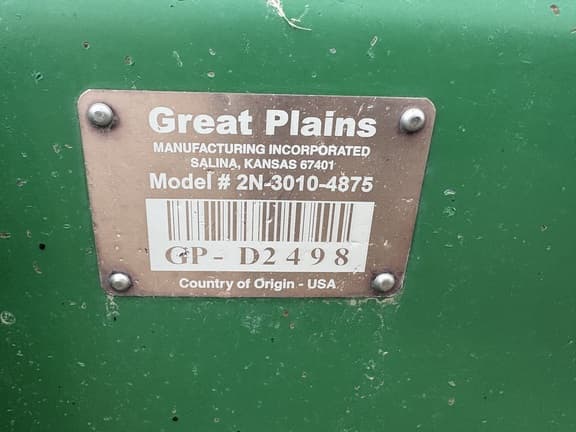 Great Plains
MANUFACTURING INCORPORATED
SALINA, KANSAS 67401
Model # 2N-3010-4875
GP- D2498
Country of Origin - USA